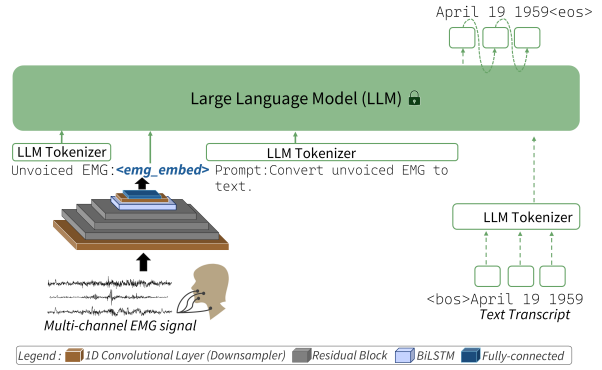 April 19 1959<eos>
Large Language Model (LLM)
LLM Tokenizer
LLM Tokenizer
Unvoiced EMG:<emg_embed> Prompt:Convert unvoiced EMG to
text.
LLM Tokenizer
<bos>April 19 1959
Text Transcript
Multi-channel EMG signal
Legend : 1D Convolutional Layer (Downsampler) Residual Block BiLSTM Fully-connected